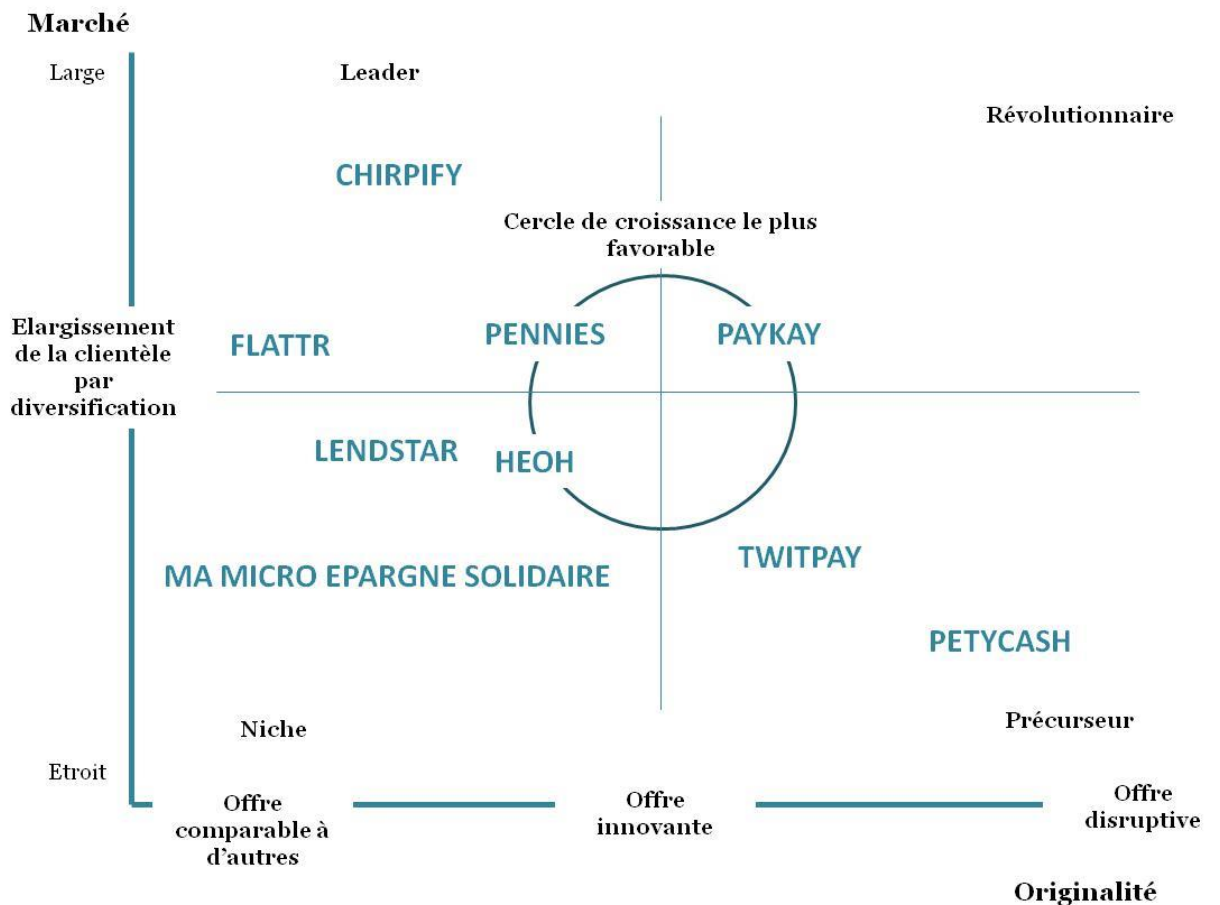 Marché
Large
Leader
Révolutionnaire
CHIRPIFY
Cercle de croissance le plus
favorable
Elargissement
de la clientèle
par
diversification
FLATTR
PENNIES
PAYKAY
LENDSTAR
HEOH
TWITPAY
MA MICRO EPARGNE SOLIDAIRE
PETYCASH
Niche
Précurseur
Etroit
Offre
comparable à
d'autres
Offre
innovante
Offre
disruptive
Originalité